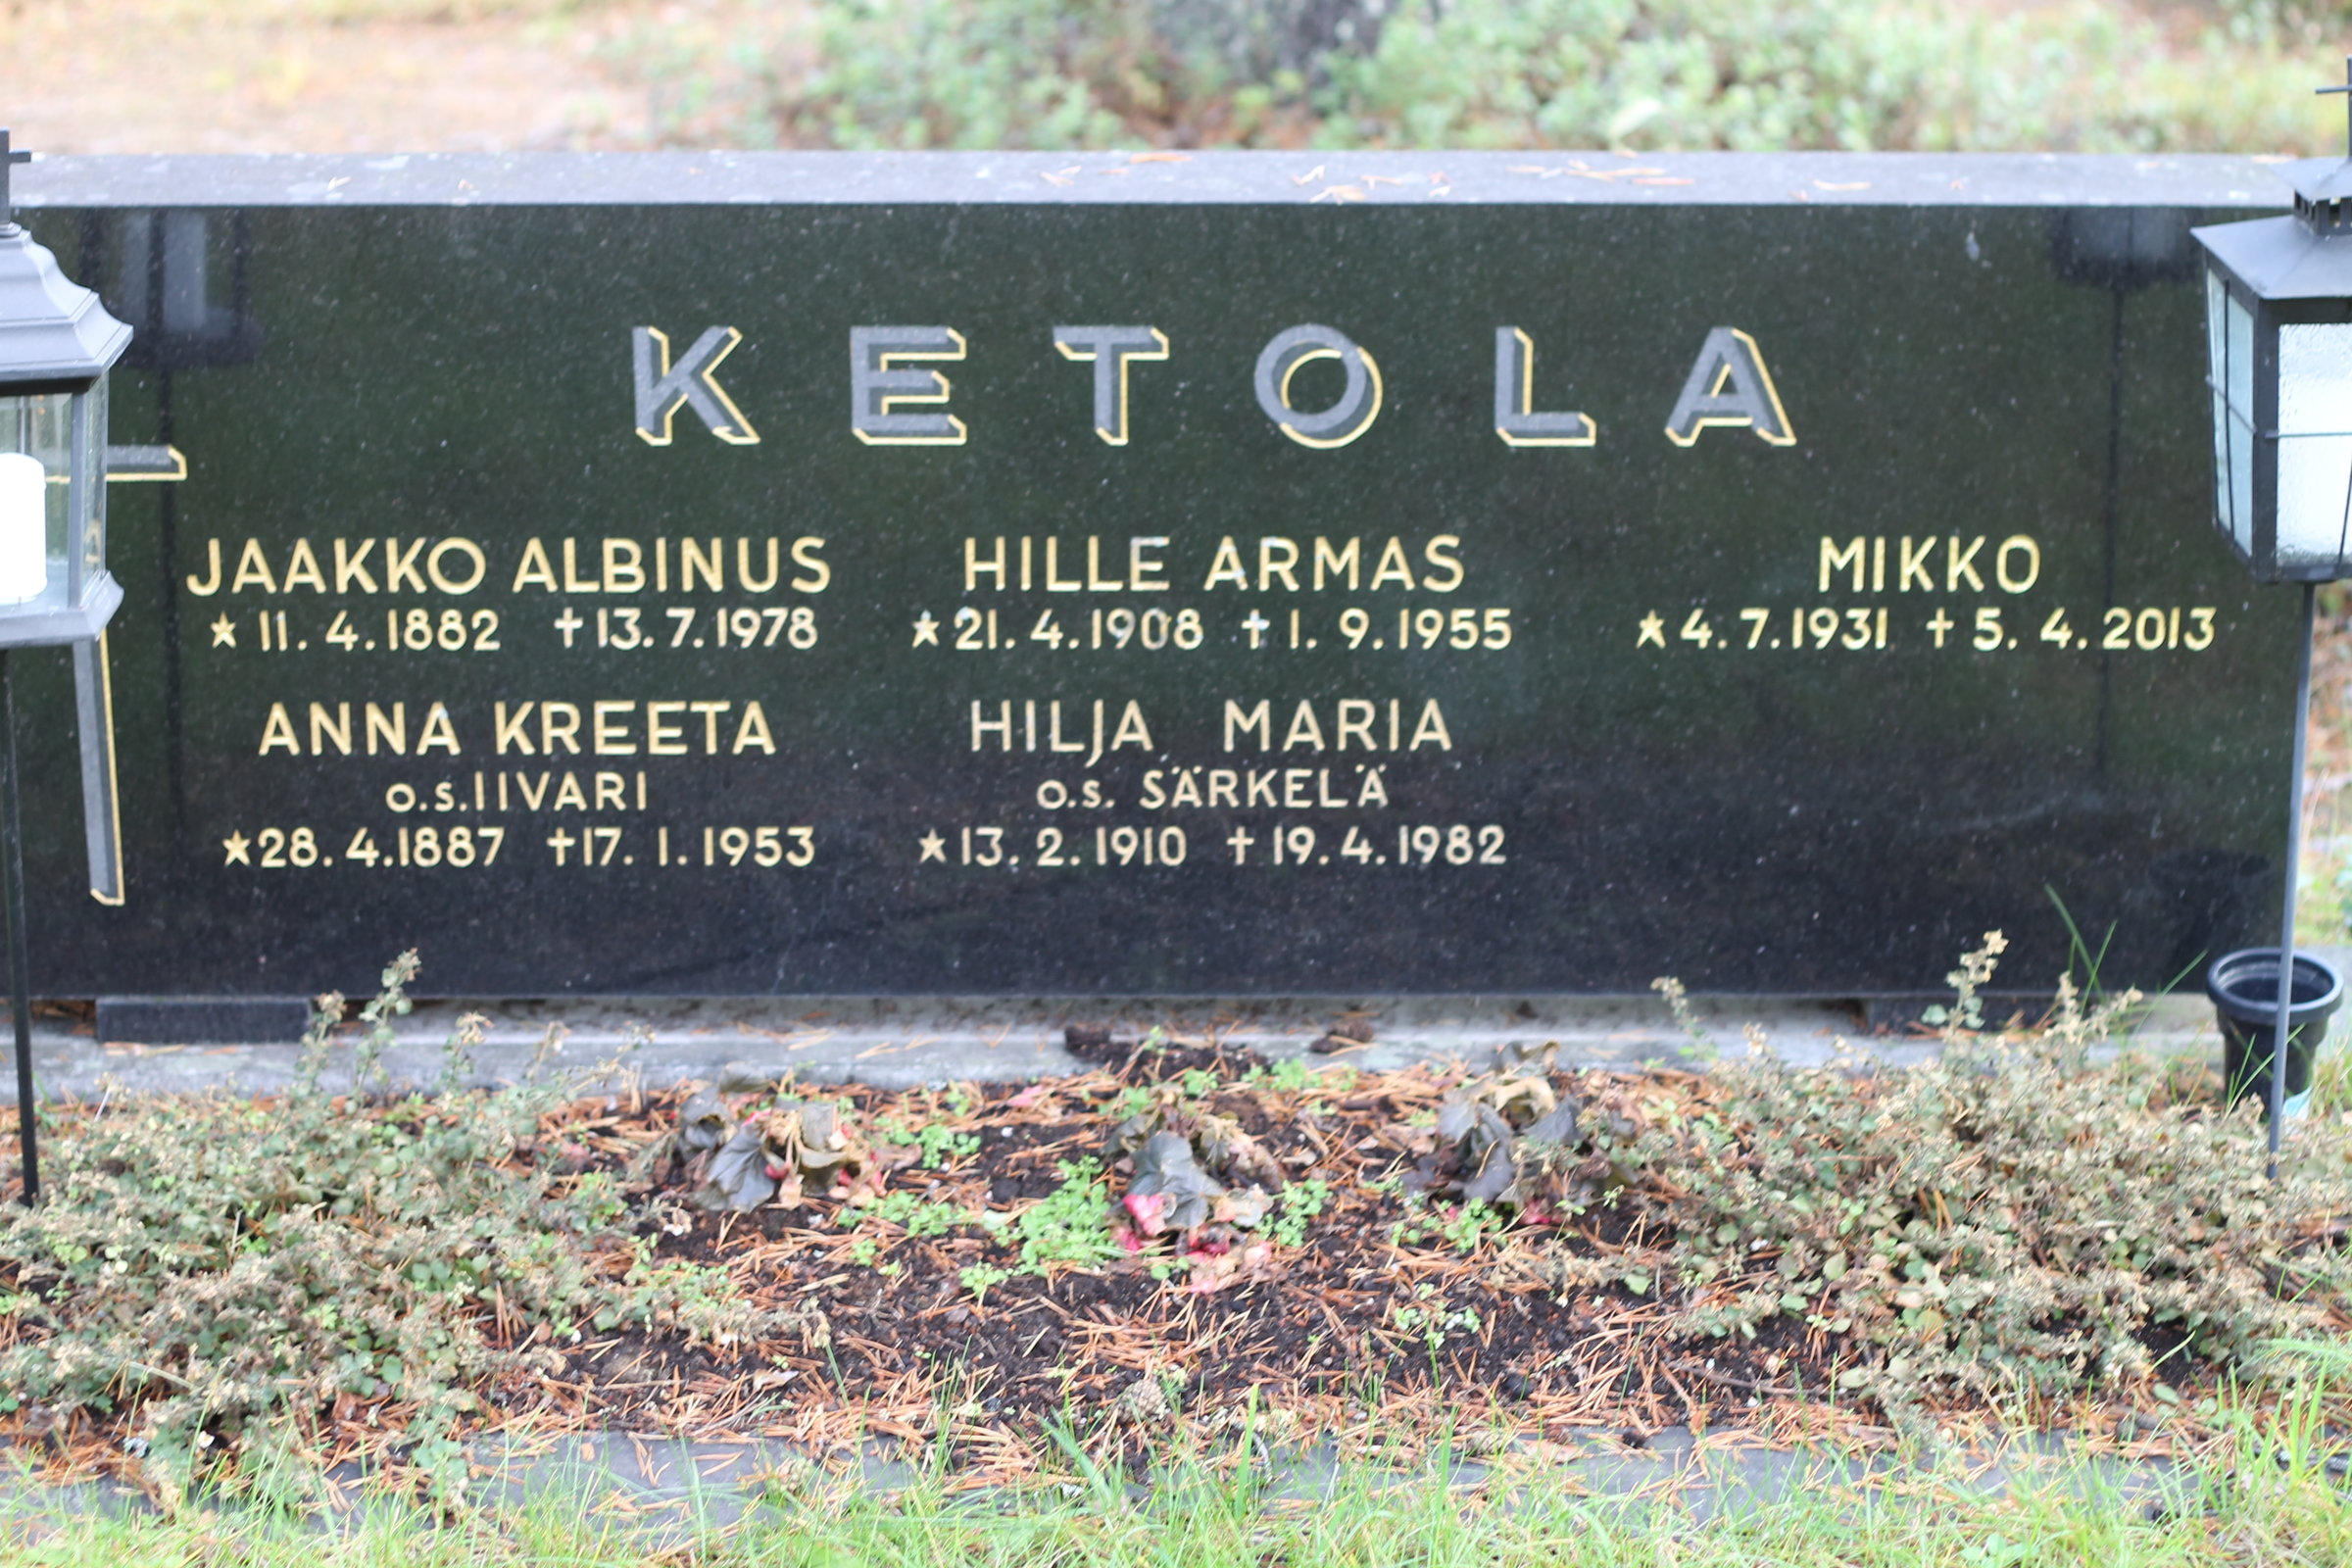 KETOLA
JAAKKO ALBINUS
★ 11. 4. 1882 ✝ 13. 7. 1978
ANNA KREETA
o.s. IIVARI
★ 28. 4. 1887 ✝ 17. 1. 1953
HILLE ARMAS
★ 21. 4. 1908 ✝ 1. 9. 1955
HILJA MARIA
o.s. SÄRKELÄ
★ 13. 2. 1910 ✝ 19. 4. 1982
MIKKO
★ 4. 7. 1931 ✝ 5. 4. 2013